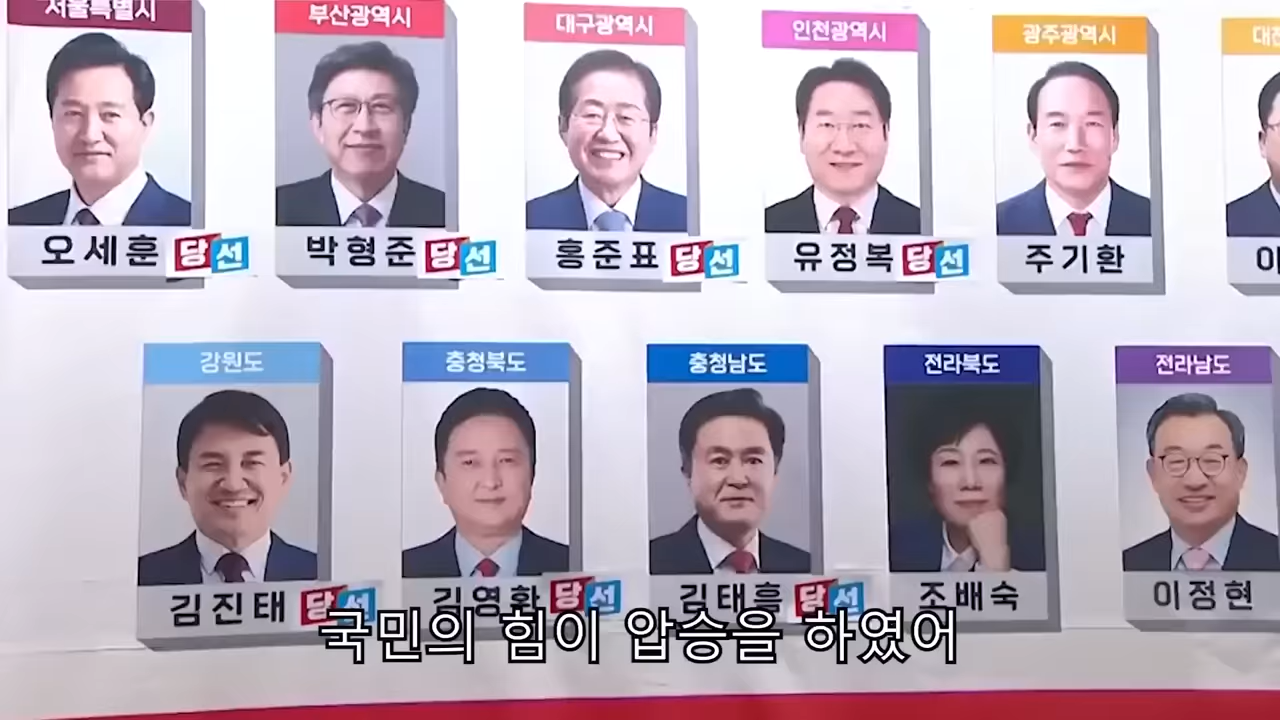 서울특별시
부산광역시
대구광역시
인천광역시
광주광역시
오세훈 당선
박형준 당선
홍준표 당선
유정복 당선
주기환
강원도
충청북도
충청남도
전라북도
전라남도
김진태 당선
김영환 당선
김태흠 당선
조배숙
이정현
국민의 힘이 압승을 하였어